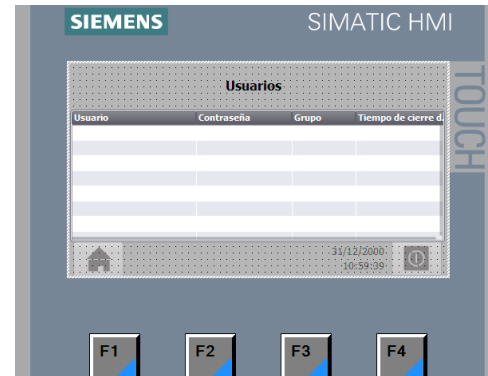 SIEMENS SIMATIC HMI
TOUCH
Usuarios
Usuario Contraseña Grupo Tiempo de cierre d.
31/12/2000
10:59:39
F1 F2 F3 F4